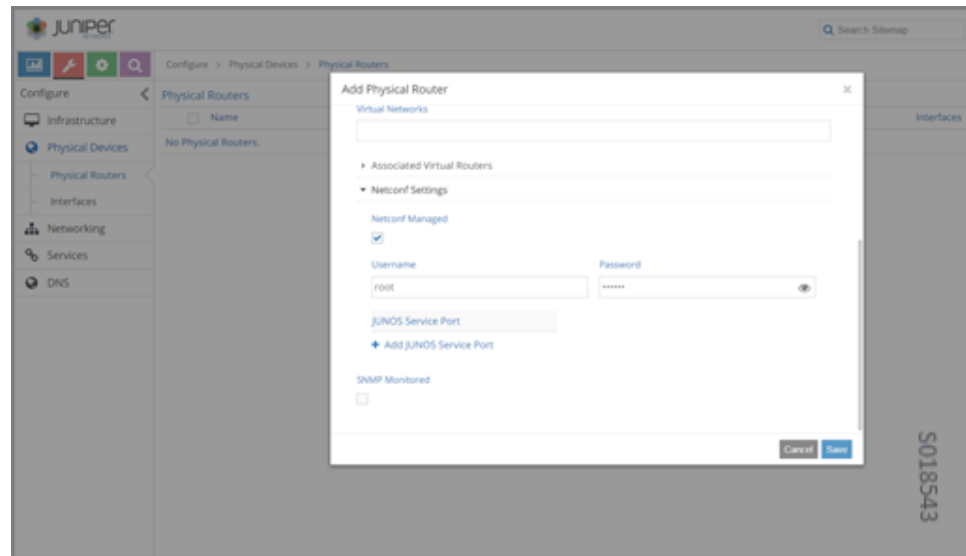 JUNIPEr
NETWORKS
Search Sitemap
Configure > Physical Devices > Physical Routers
Configure
Infrastructure
Physical Devices
Physical Routers
Interfaces
Networking
Services
DNS
Physical Routers
Name
Interfaces
No Physical Routers.
Add Physical Router
Virtual Networks
Associated Virtual Routers
Netconf Settings
Netconf Managed
Username
Password
root
••••••
JUNOS Service Port
+ Add JUNOS Service Port
SNMP Monitored
Cancel
Save
S018543